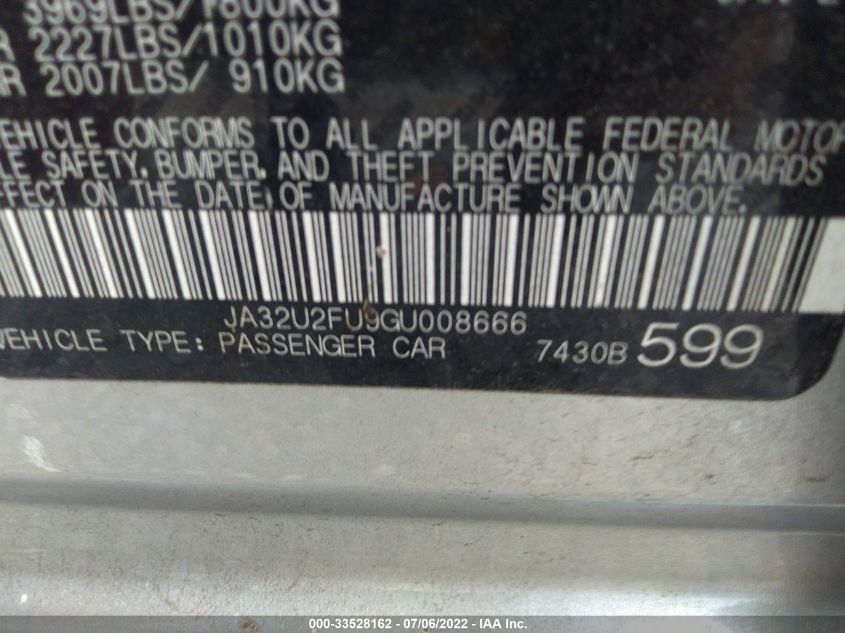 3969LBS/1800KG
R 2227LBS/1010KG
R 2007LBS/ 910KG
VEHICLE CONFORMS TO ALL APPLICABLE FEDERAL MOTOR
LE SAFETY, BUMPER, AND THEFT PREVENTION STANDARDS
EFFECT ON THE DATE OF MANUFACTURE SHOWN ABOVE.
JA32U2FU9GU008666
VEHICLE TYPE: PASSENGER CAR 7430B 599
000-33528162 - 07/06/2022 - IAA Inc.